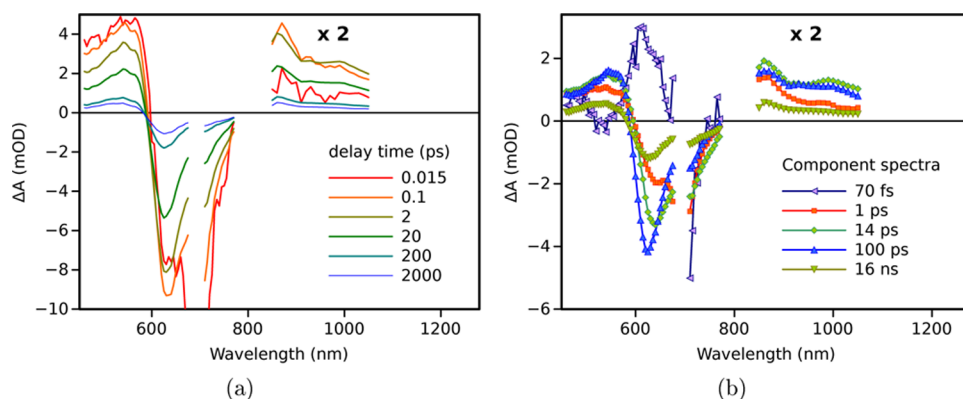 4
2
0
−2
−4
−6
−8
−10
ΔA (mOD)
x 2
delay time (ps)
0.015
0.1
2
20
200
2000
600
800
1000
1200
Wavelength (nm)
(a)
2
0
−2
−4
−6
ΔA (mOD)
x 2
Component spectra
70 fs
1 ps
14 ps
100 ps
16 ns
600
800
1000
1200
Wavelength (nm)
(b)